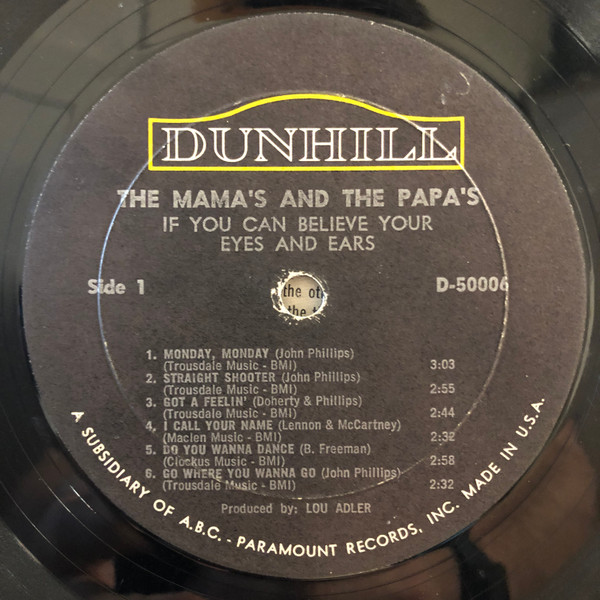 DUNHILL
THE MAMA'S AND THE PAPA'S
IF YOU CAN BELIEVE YOUR
EYES AND EARS
Side 1
D-50006
the
the
1. MONDAY, MONDAY (John Phillips)
(Trousdale Music - BMI) 3:03
2. STRAIGHT SHOOTER (John Phillips)
(Trousdale Music - BMI) 2:55
3. GOT A FEELIN' (Doherty & Phillips)
(Trousdale Music - BMI) 2:44
4. I CALL YOUR NAME (Lennon & McCartney)
(Maclen Music - BMI) 2:32
5. DO YOU WANNA DANCE (B. Freeman)
(Clockus Music - BMI) 2:58
6. GO WHERE YOU WANNA GO (John Phillips)
(Trousdale Music - BMI) 2:32
Produced by: LOU ADLER
A SUBSIDIARY OF A.B.C. - PARAMOUNT RECORDS, INC. MADE IN U.S.A.